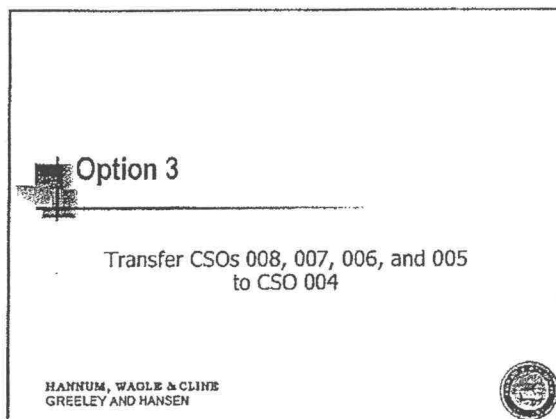 Option 3
Transfer CSOs 008, 007, 006, and 005
to CSO 004
HANNUM, WAGLE & CLINE
GREELEY AND HANSEN